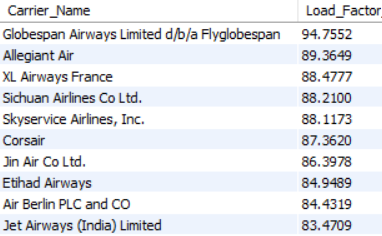 Carrier_Name Load_Factor
Globespan Airways Limited d/b/a Flyglobespan 94.7552
Allegiant Air 89.3649
XL Airways France 88.4777
Sichuan Airlines Co Ltd. 88.2100
Skyservice Airlines, Inc. 88.1173
Corsair 87.3620
Jin Air Co Ltd. 86.3978
Etihad Airways 84.9489
Air Berlin PLC and CO 84.4319
Jet Airways (India) Limited 83.4709